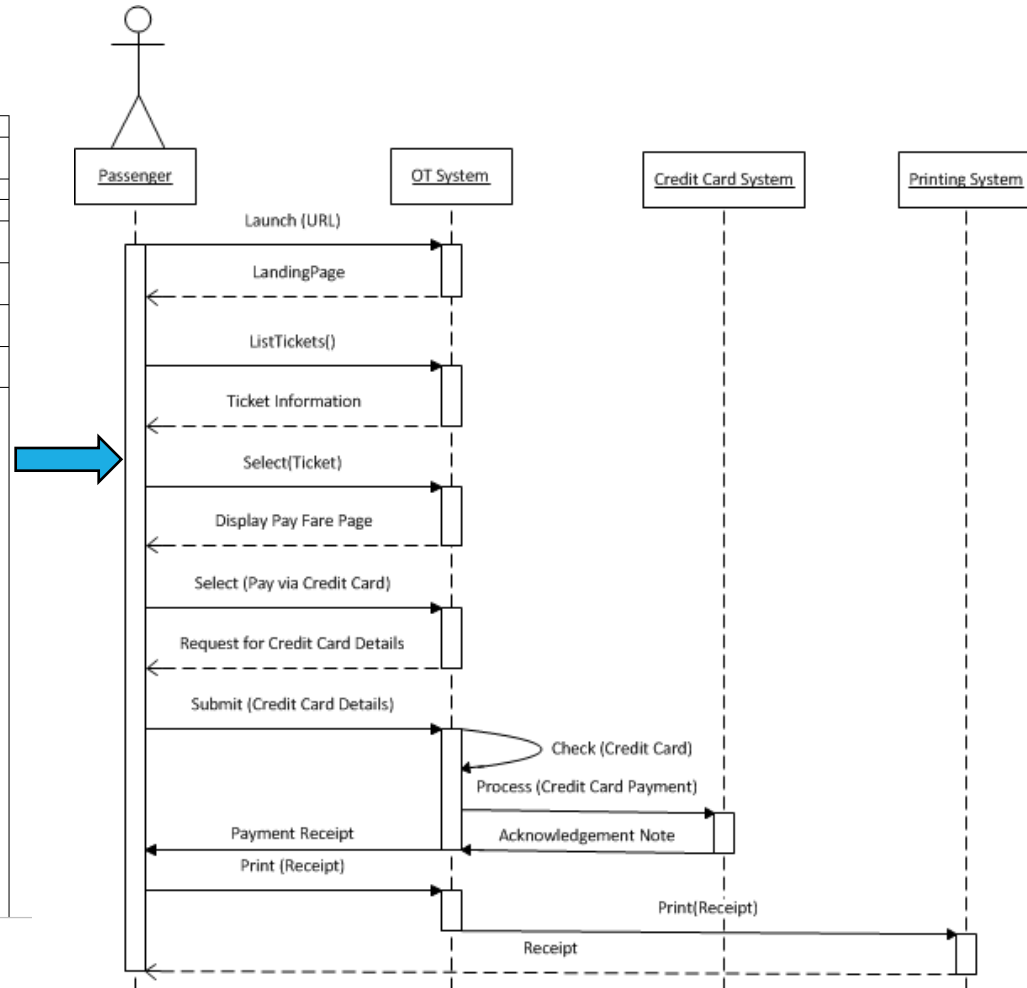 Passenger
OT System
Credit Card System
Printing System
Launch (URL)
LandingPage
ListTickets()
Ticket Information
Select(Ticket)
Display Pay Fare Page
Select (Pay via Credit Card)
Request for Credit Card Details
Submit (Credit Card Details)
Check (Credit Card)
Process (Credit Card Payment)
Payment Receipt
Acknowledgement Note
Print (Receipt)
Print(Receipt)
Receipt